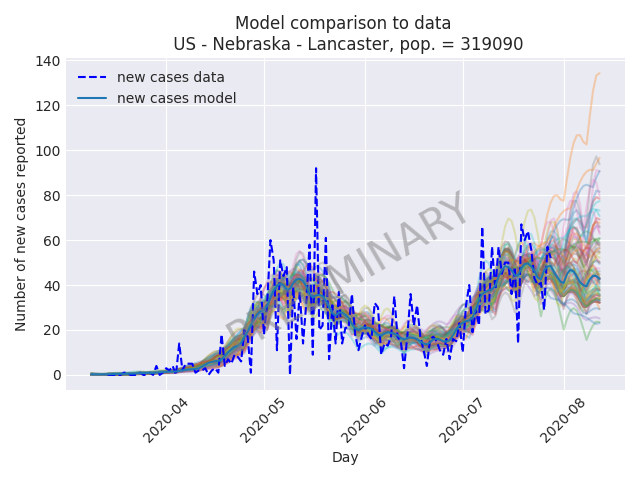 Model comparison to data
US - Nebraska - Lancaster, pop. = 319090
new cases data
new cases model
PRELIMINARY
Number of new cases reported
140
120
100
80
60
40
20
0
2020-04
2020-05
2020-06
2020-07
2020-08
Day